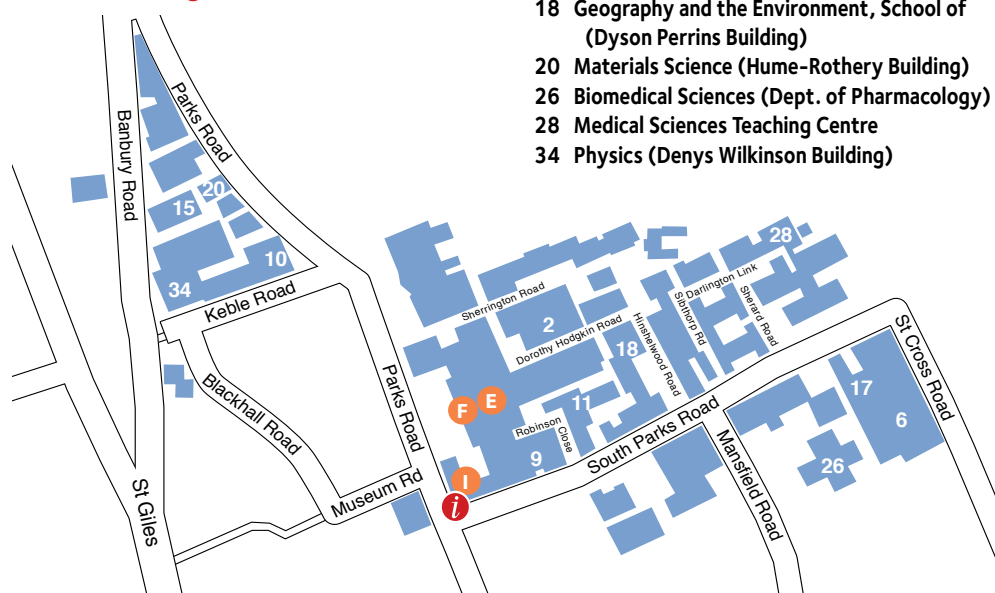 18 Geography and the Environment, School of
(Dyson Perrins Building)
20 Materials Science (Hume-Rothery Building)
26 Biomedical Sciences (Dept. of Pharmacology)
28 Medical Sciences Teaching Centre
34 Physics (Denys Wilkinson Building)
Banbury Road
Parks Road
20
15
10
34
Keble Road
Blackhall Road
Parks Road
Museum Rd
St Giles
Sherrington Road
2
Dorothy Hodgkin Road
18
Hinshelwood Road
Sibthorp Rd
Darlington Link
28
Sherard Road
F
E
11
Robinson
Close
9
I
i
South Parks Road
Mansfield Road
17
6
26
St Cross Road